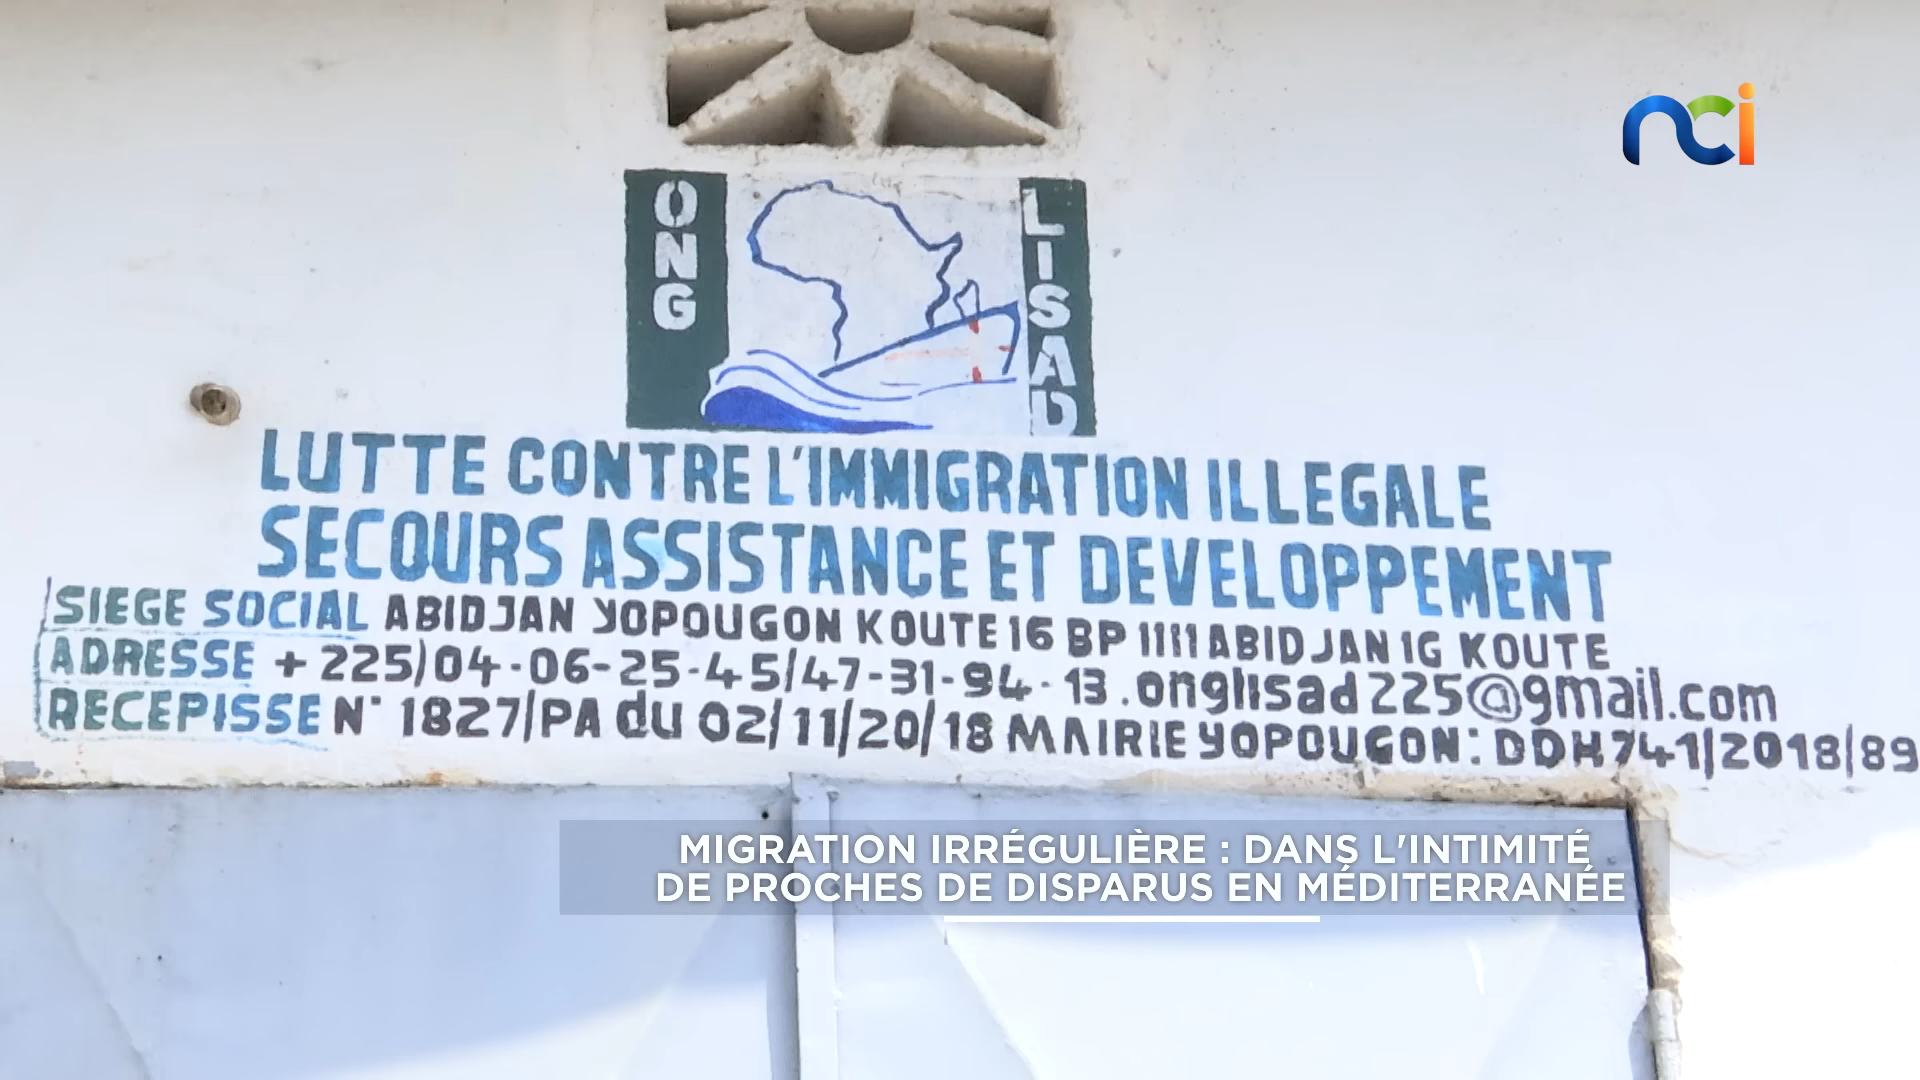 nci
ONG
LISAD
LUTTE CONTRE L'IMMIGRATION ILLEGALE
SECOURS ASSISTANCE ET DEVELOPPEMENT
SIEGE SOCIAL ABIDJAN YOPOUGON KOUTE 16 BP 1111 ABIDJAN 1G KOUTE
ADRESSE +225/04-06-25-45/47-31-94-13.onglisad225@gmail.com
RECEPISSE N° 1827/PA du 02/11/20/18 MAIRIE YOPOUGON: DDH741/2018/89
MIGRATION IRRÉGULIÈRE : DANS L'INTIMITÉ
DE PROCHES DE DISPARUS EN MÉDITERRANÉE